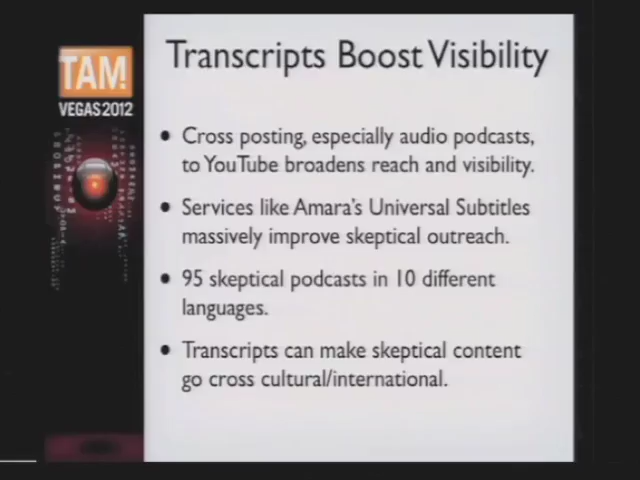 Transcripts Boost Visibility
TAM!
VEGAS 2012
• Cross posting, especially audio podcasts,
to YouTube broadens reach and visibility.
• Services like Amara's Universal Subtitles
massively improve skeptical outreach.
• 95 skeptical podcasts in 10 different
languages.
• Transcripts can make skeptical content
go cross cultural/international.